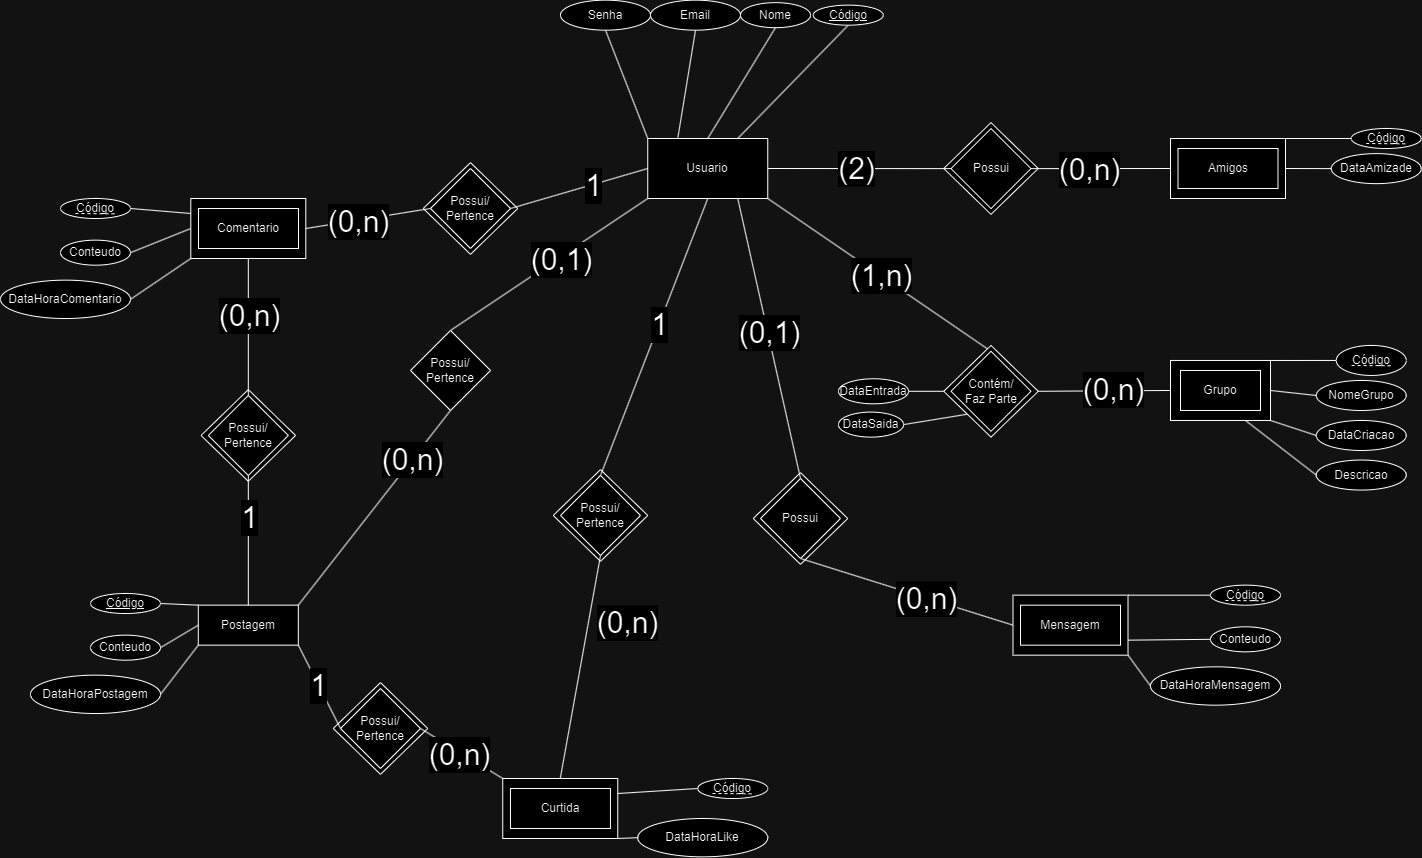 Senha
Email
Nome
Código
Usuario
(2)
Possui
(0,n)
Amigos
Código
DataAmizade
1
Possui/
Pertence
(0,n)
Comentario
Código
Conteudo
DataHoraComentario
(0,1)
(1,n)
(0,n)
1
(0,1)
Possui/
Pertence
Contém/
Faz Parte
DataEntrada
DataSaida
(0,n)
Grupo
Código
NomeGrupo
DataCriacao
Descricao
Possui/
Pertence
(0,n)
1
Possui/
Pertence
Possui
(0,n)
(0,n)
Código
Postagem
Conteudo
DataHoraPostagem
Mensagem
Código
Conteudo
DataHoraMensagem
1
Possui/
Pertence
(0,n)
Curtida
Código
DataHoraLike